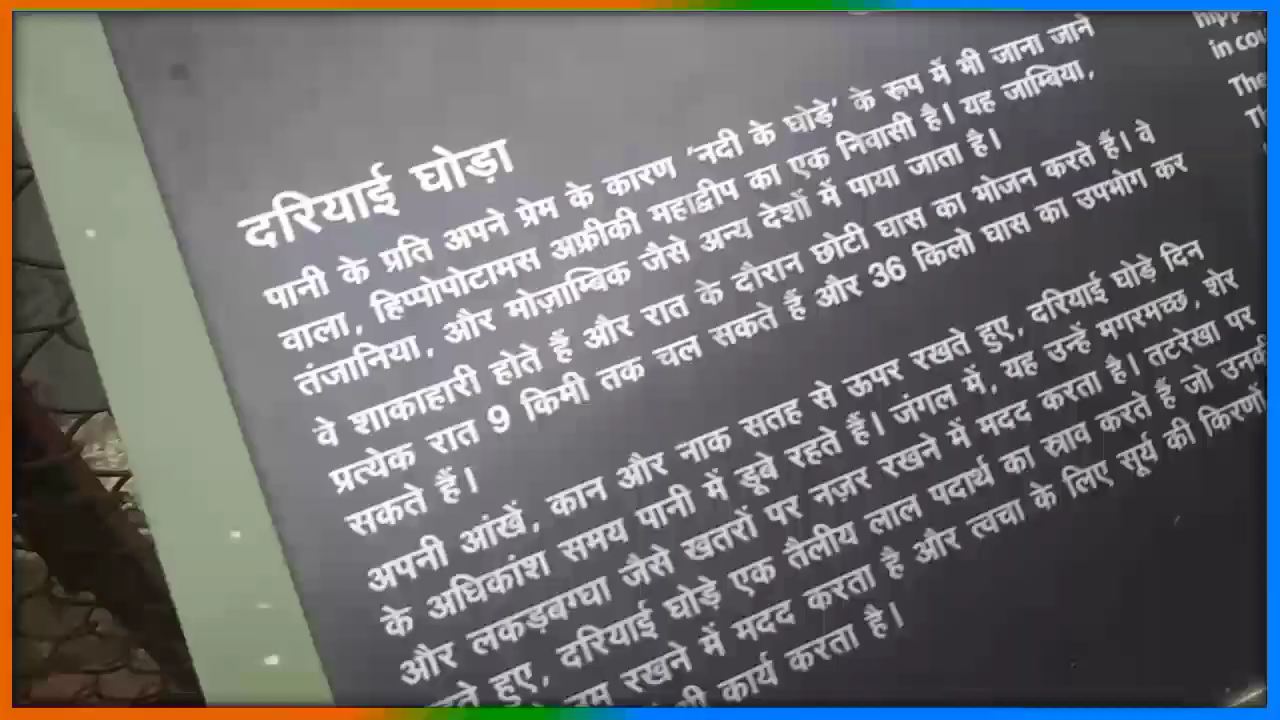 दरियाई घोड़ा
पानी के प्रति अपने प्रेम के कारण 'नदी के घोड़े' के रूप में भी जाना जाने
वाला, हिप्पोपोटामस अफ्रीकी महाद्वीप का एक निवासी है। यह जाम्बिया,
तंजानिया, और मोज़ाम्बिक जैसे अन्य देशों में पाया जाता है।
वे शाकाहारी होते हैं और रात के दौरान छोटी घास का भोजन करते हैं। वे
प्रत्येक रात 9 किमी तक चल सकते हैं और 36 किलो घास का उपभोग कर
सकते हैं।
अपनी आंखें, कान और नाक सतह से ऊपर रखते हुए, दरियाई घोड़े दिन
के अधिकांश समय पानी में डूबे रहते हैं। जंगल में, यह उन्हें मगरमच्छ, शेर
और लकड़बग्घा जैसे खतरों पर नज़र रखने में मदद करता है। तटरेखा पर
हुए, दरियाई घोड़े एक तैलीय लाल पदार्थ का स्राव करते हैं जो उनकी
रखने में मदद करता है और त्वचा के लिए सूर्य की किरणों
कार्य करता है।
in
The